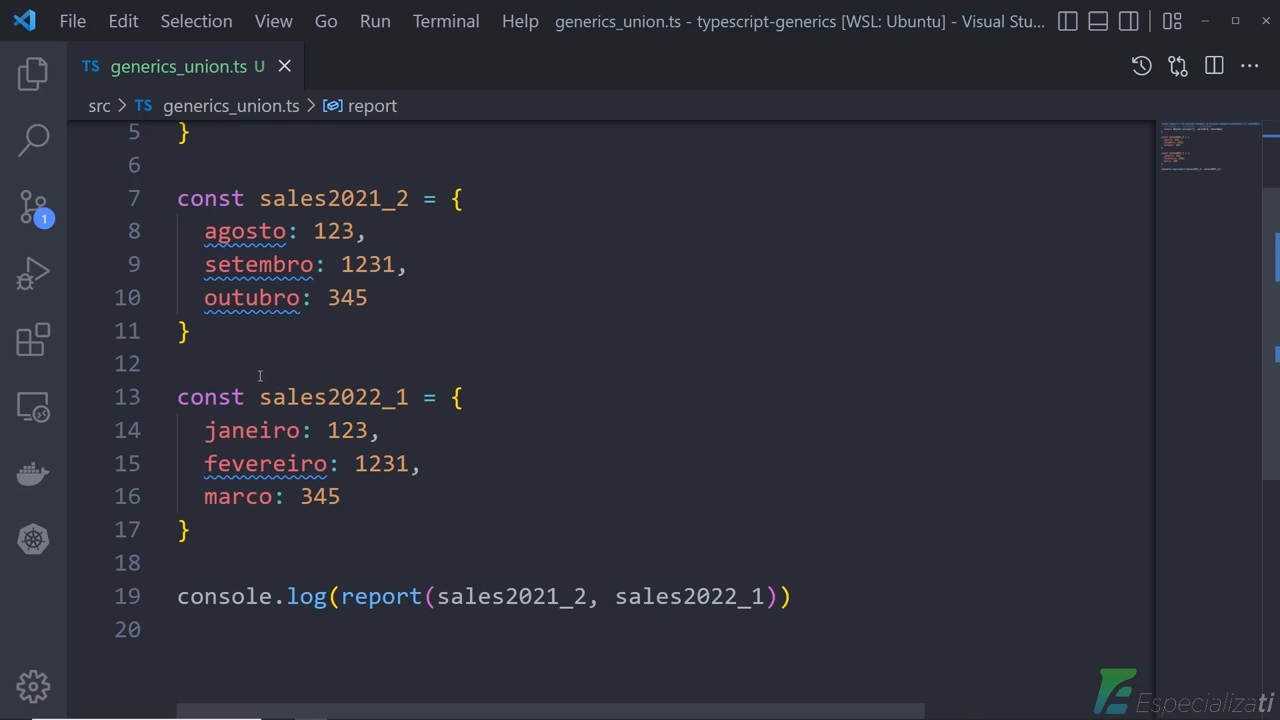 File Edit Selection View Go Run Terminal Help generics_union.ts - typescript-generics [WSL: Ubuntu] - Visual Stu...
TS generics_union.ts U
src > TS generics_union.ts > report
5 }
6
7 const sales2021_2 = {
8 agosto: 123,
9 setembro: 1231,
10 outubro: 345
11 }
12
13 const sales2022_1 = {
14 janeiro: 123,
15 fevereiro: 1231,
16 marco: 345
17 }
18
19 console.log(report(sales2021_2, sales2022_1))
20
1
Especializati